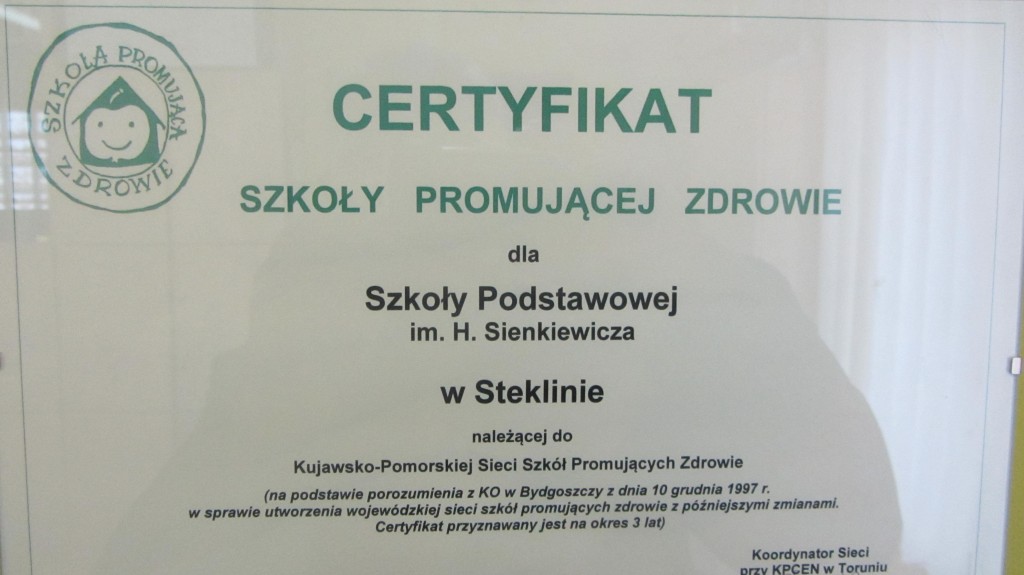 SZKOŁA PROMUJĄCA
ZDROWIE
CERTYFIKAT
SZKOŁY PROMUJĄCEJ ZDROWIE
dla
Szkoły Podstawowej
im. H. Sienkiewicza
w Steklinie
należącej do
Kujawsko-Pomorskiej Sieci Szkół Promujących Zdrowie
(na podstawie porozumienia z KO w Bydgoszczy z dnia 10 grudnia 1997 r.
w sprawie utworzenia wojewódzkiej sieci szkół promujących zdrowie z późniejszymi zmianami.
Certyfikat przyznawany jest na okres 3 lat)
Koordynator Sieci
przy KPCEN w Toruniu